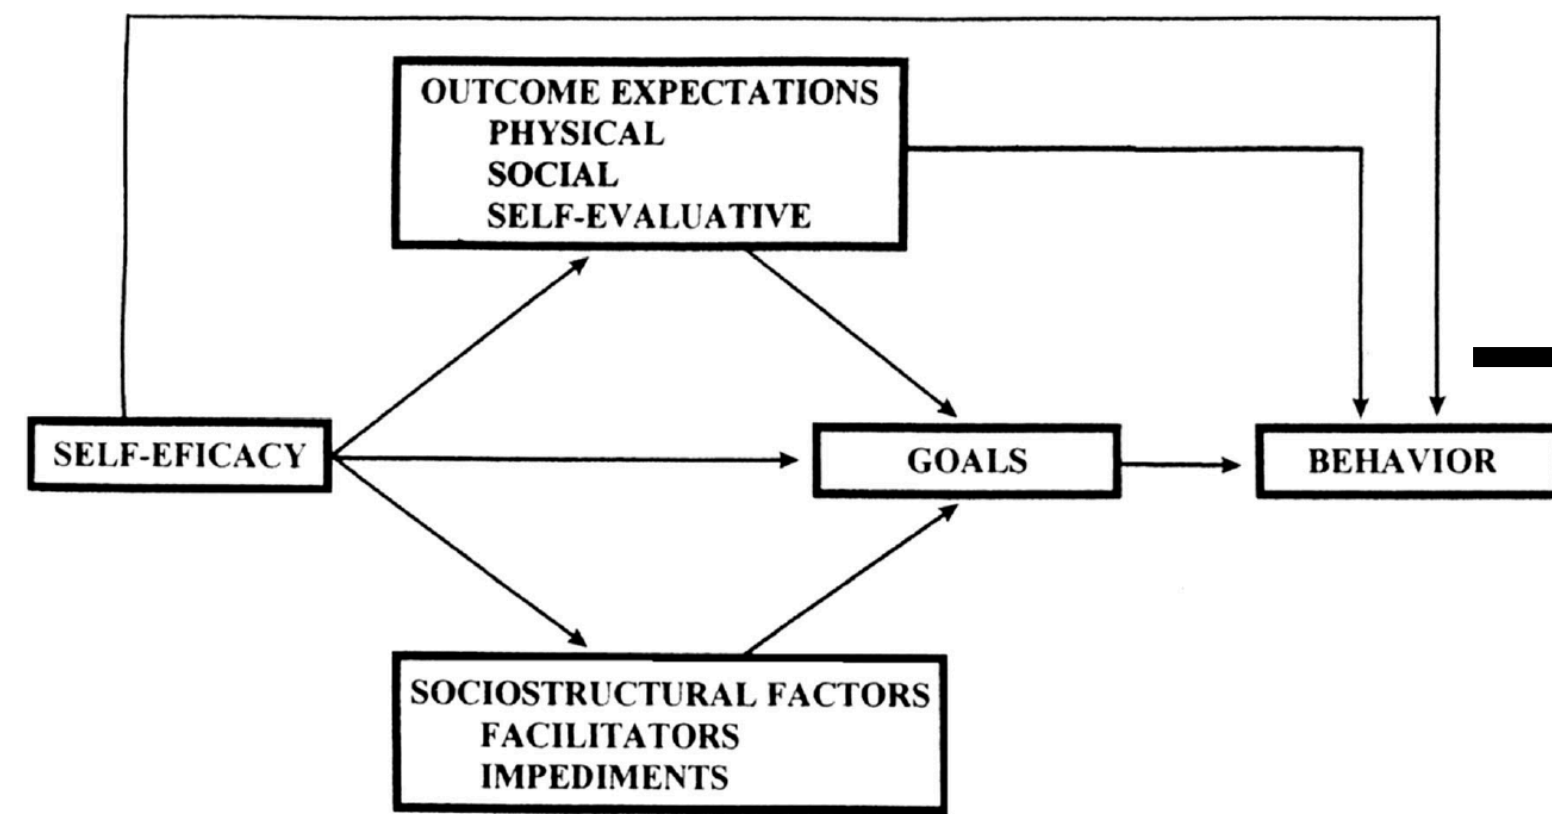 OUTCOME EXPECTATIONS
PHYSICAL
SOCIAL
SELF-EVALUATIVE
SELF-EFICACY
GOALS
BEHAVIOR
SOCIOSTRUCTURAL FACTORS
FACILITATORS
IMPEDIMENTS